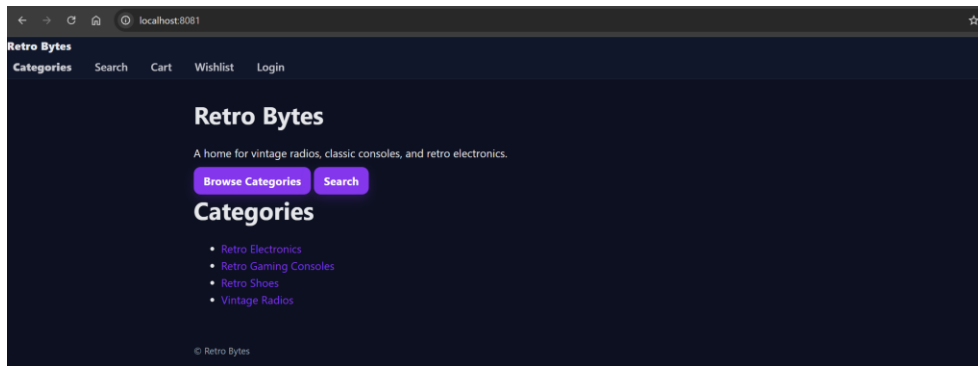 localhost:8081
Retro Bytes
Categories Search Cart Wishlist Login
Retro Bytes
A home for vintage radios, classic consoles, and retro electronics.
Browse Categories Search
Categories
Retro Electronics
Retro Gaming Consoles
Retro Shoes
Vintage Radios
© Retro Bytes